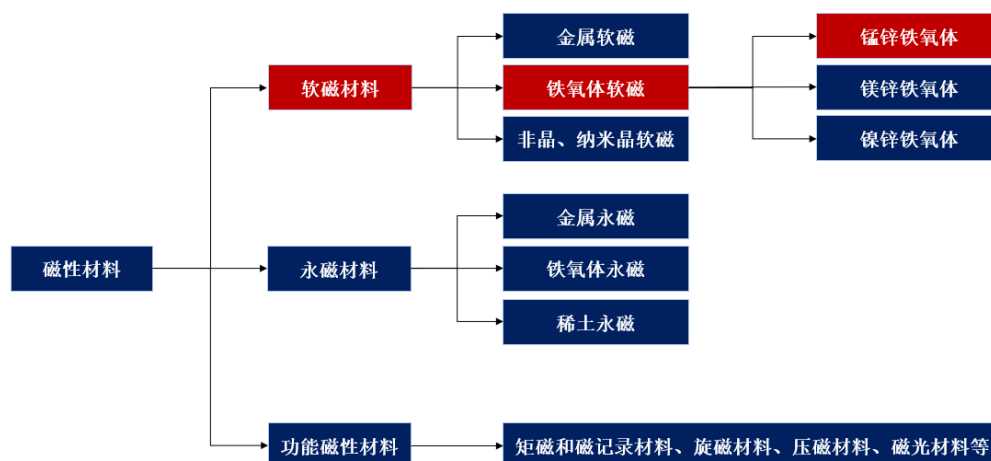 金属软磁
锰锌铁氧体
软磁材料
铁氧体软磁
镁锌铁氧体
非晶、纳米晶软磁
镍锌铁氧体
金属永磁
磁性材料
永磁材料
铁氧体永磁
稀土永磁
功能磁性材料
矩磁和磁记录材料、旋磁材料、压磁材料、磁光材料等